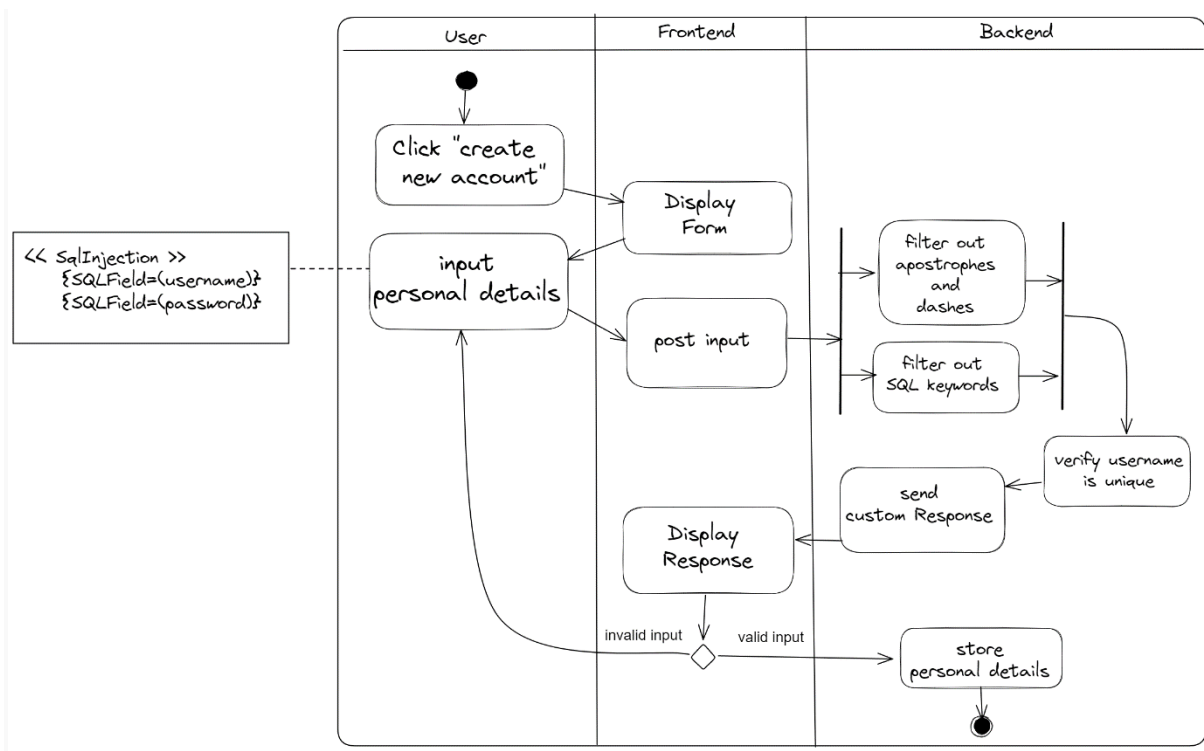 User
Frontend
Backend
Click "create
new account"
Display
Form
<< SqlInjection >>
{SQLField=(username)}
{SQLField=(password)}
input
personal details
filter out
apostrophes
and
dashes
post input
filter out
SQL keywords
verify username
is unique
send
custom Response
Display
Response
invalid input
valid input
store
personal details